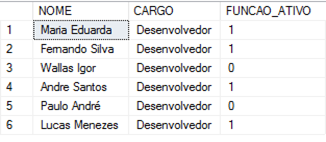 NOME CARGO FUNCAO_ATIVO
1 Maria Eduarda Desenvolvedor 1
2 Fernando Silva Desenvolvedor 1
3 Wallas Igor Desenvolvedor 0
4 Andre Santos Desenvolvedor 1
5 Paulo André Desenvolvedor 0
6 Lucas Menezes Desenvolvedor 1